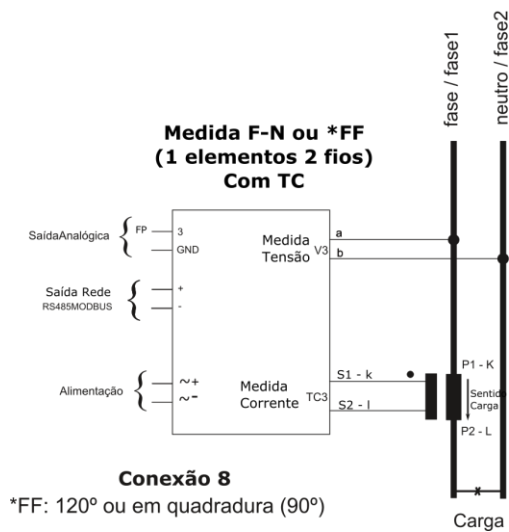 fase / fase1
neutro / fase2
Medida F-N ou *FF
(1 elementos 2 fios)
Com TC
SaídaAnalógica
FP
3
GND
Medida
Tensão
V3
a
b
Saída Rede
RS485MODBUS
+
-
Alimentação
~+
~-
Medida
Corrente
TC3
S1 - k
S2 - l
P1 - K
Sentido
Carga
P2 - L
Conexão 8
*FF: 120º ou em quadratura (90º)
Carga